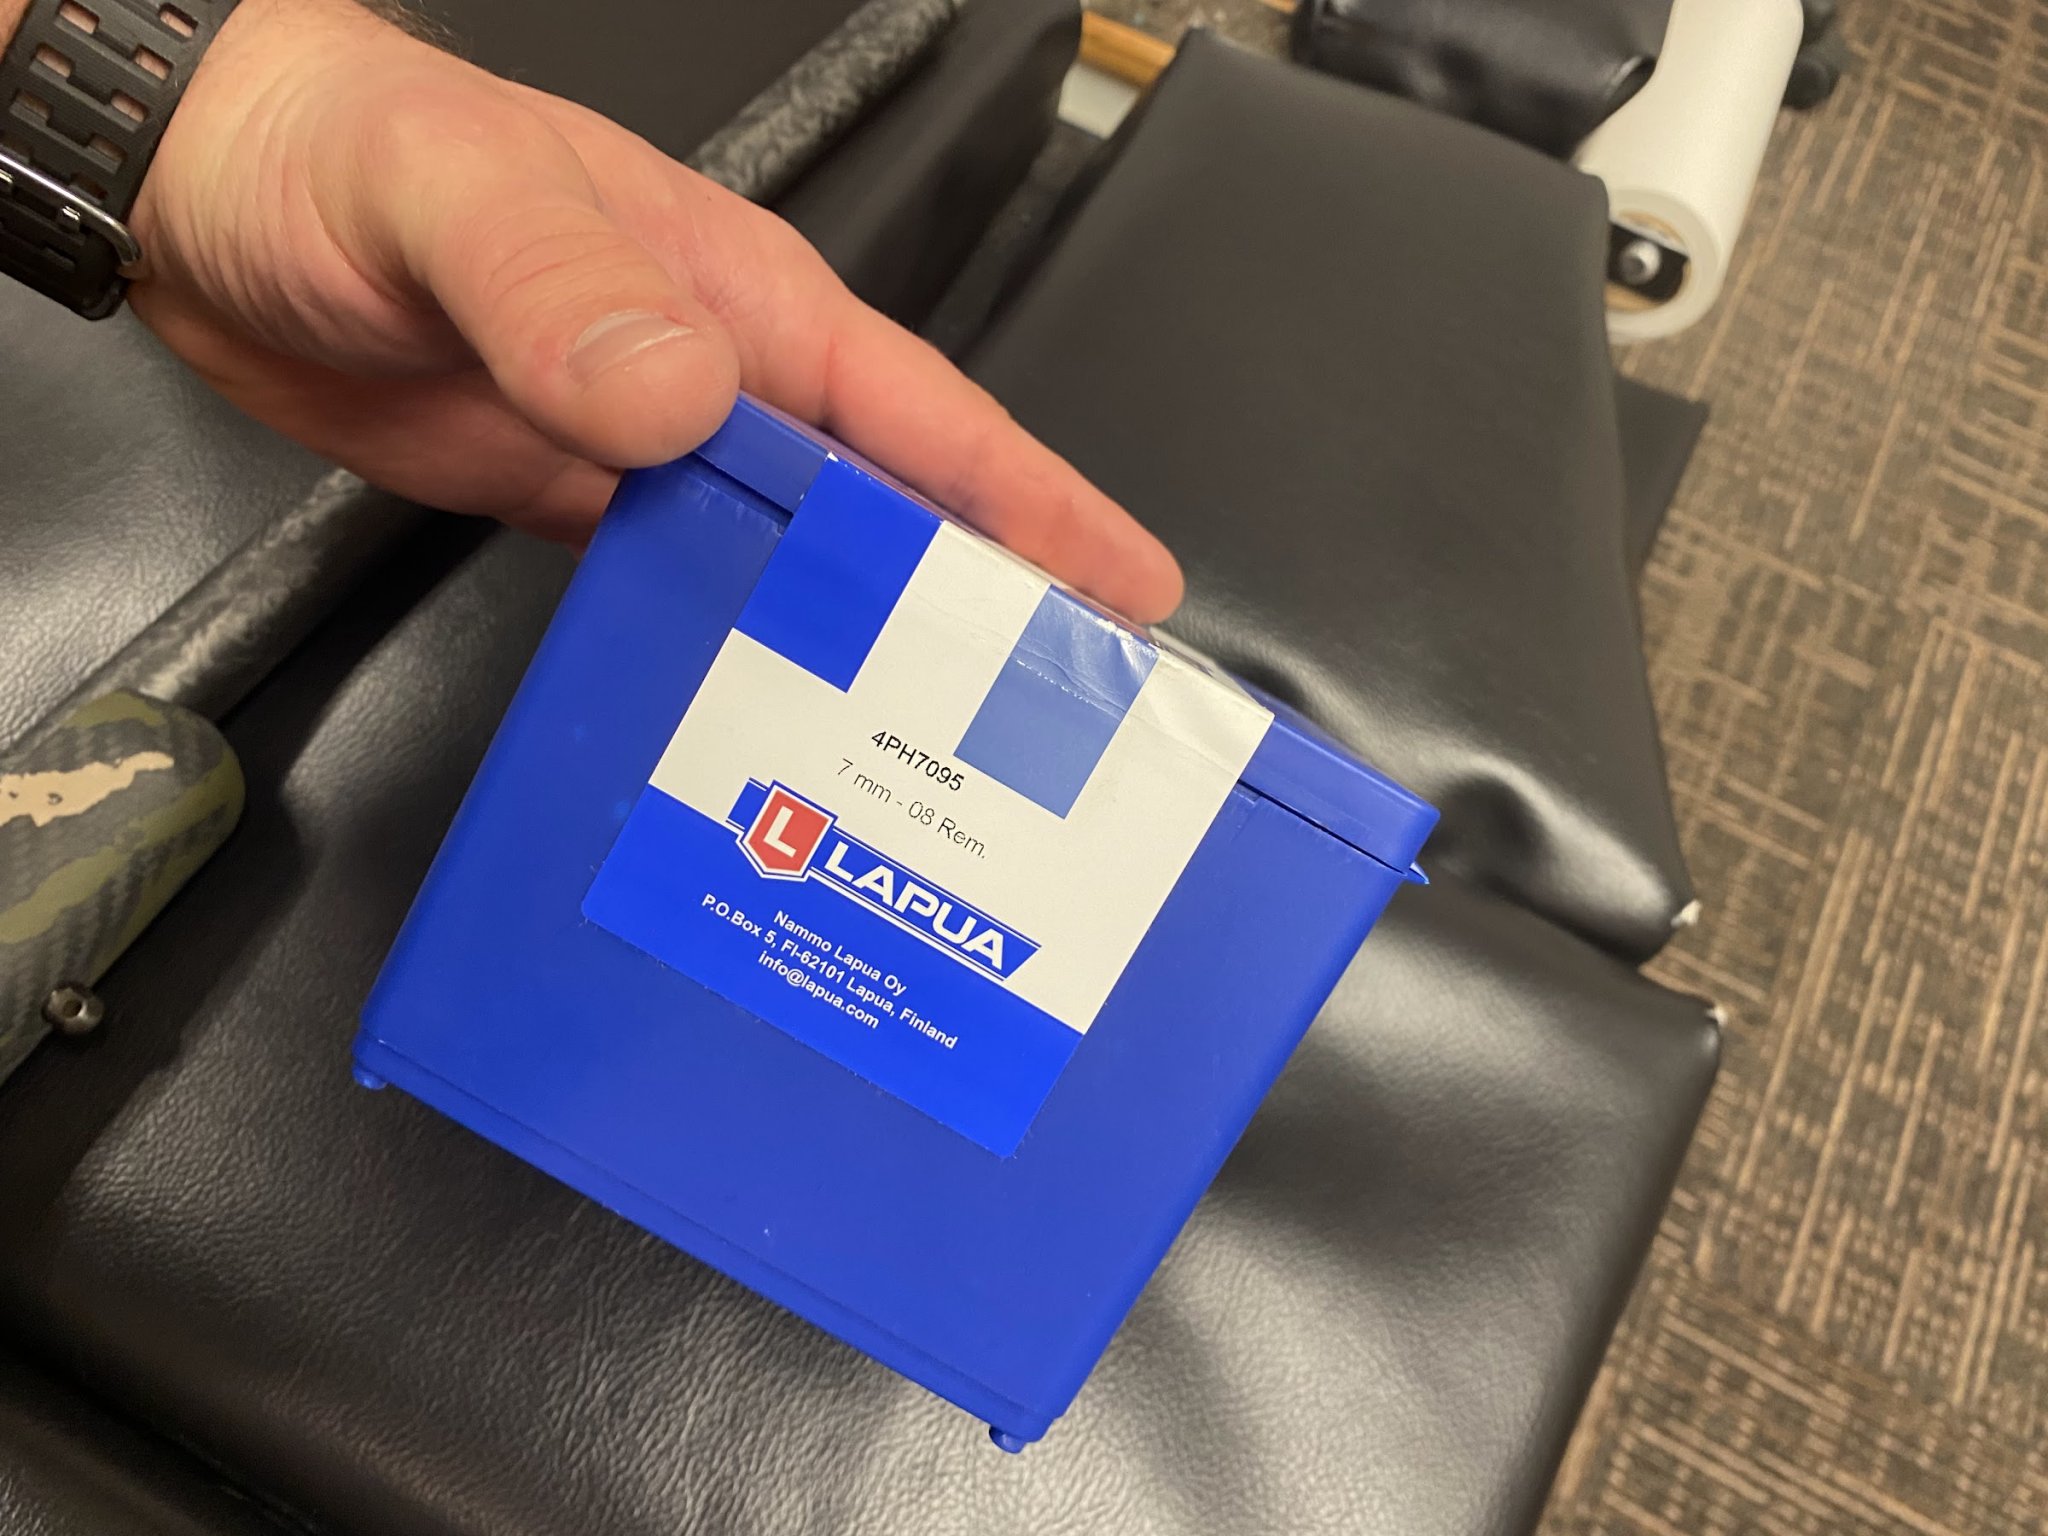 4PH7095
7 mm - 08 Rem.
L LAPUA
Nammo Lapua Oy
P.O.Box 5, FI-62101 Lapua, Finland
info@lapua.com